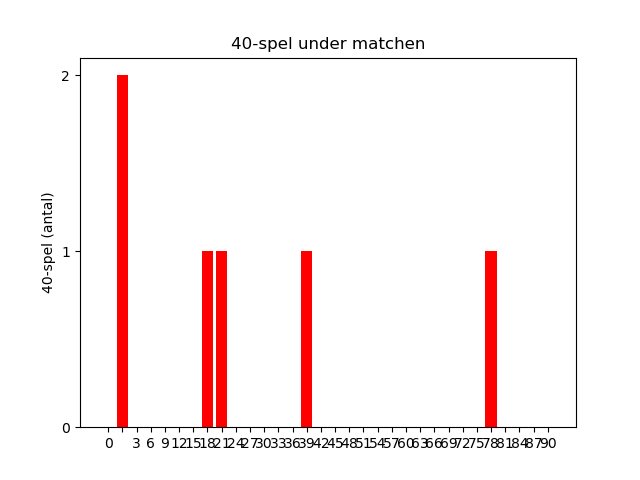 40-spel under matchen
40-spel (antal)
2
1
0
0 3 6 9 12 15 18 21 24 27 30 33 36 39 42 45 48 51 54 57 60 63 66 69 72 75 78 81 84 87 90